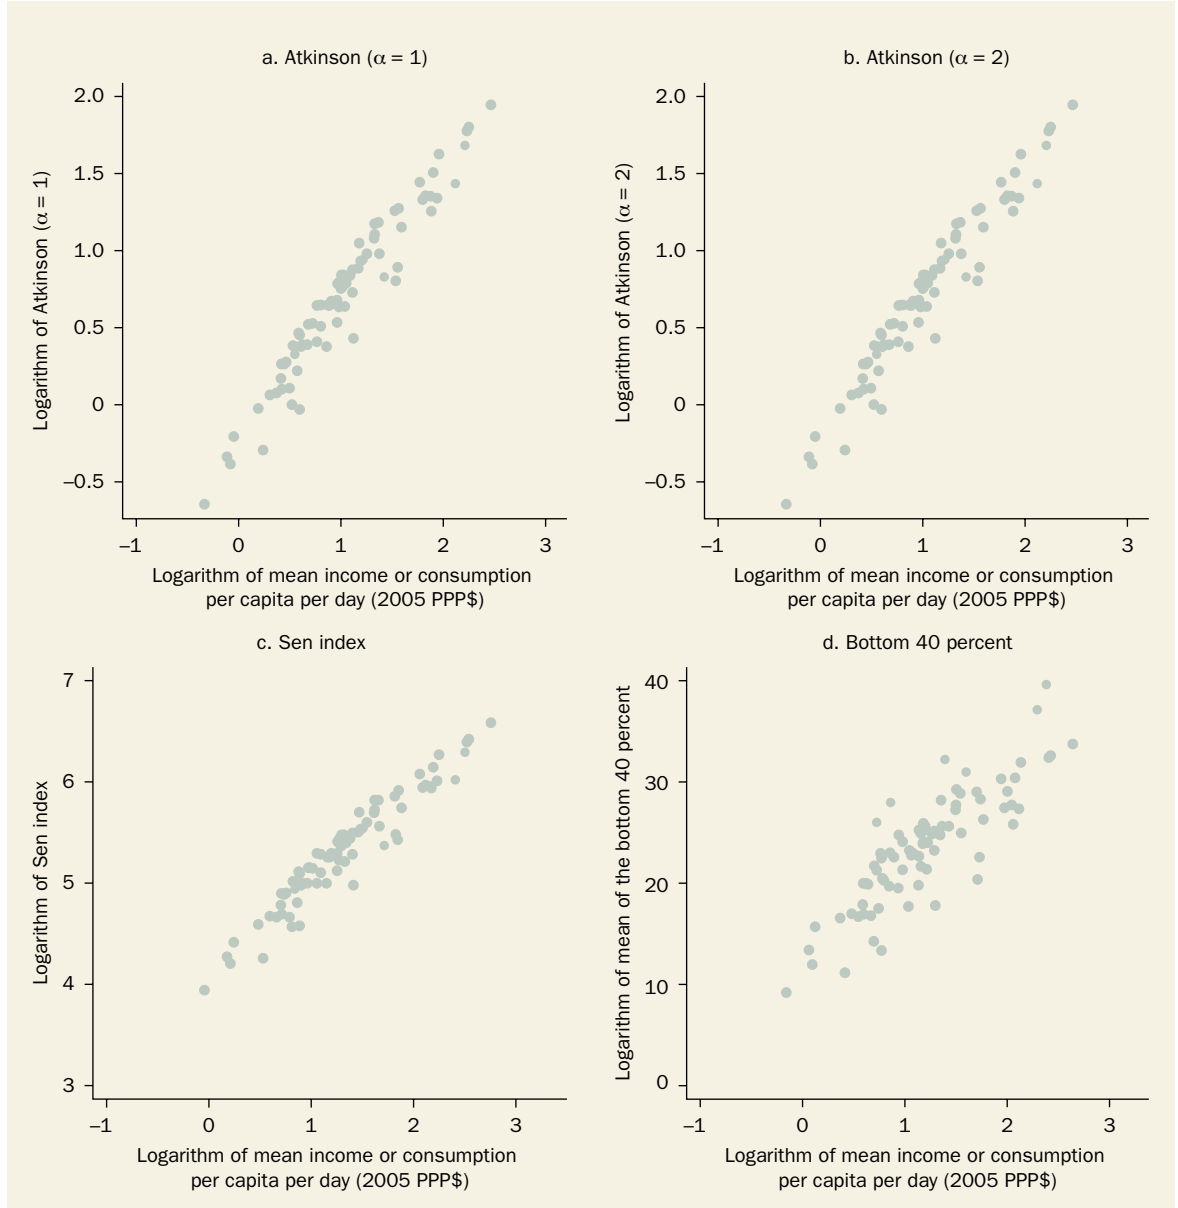 a. Atkinson (α = 1)
2.0
1.5
1.0
0.5
0
–0.5
Logarithm of Atkinson (α = 1)
–1 0 1 2 3
Logarithm of mean income or consumption
per capita per day (2005 PPP$)
b. Atkinson (α = 2)
2.0
1.5
1.0
0.5
0
–0.5
Logarithm of Atkinson (α = 2)
–1 0 1 2 3
Logarithm of mean income or consumption
per capita per day (2005 PPP$)
c. Sen index
7
6
5
4
3
Logarithm of Sen index
–1 0 1 2 3
Logarithm of mean income or consumption
per capita per day (2005 PPP$)
d. Bottom 40 percent
40
30
20
10
0
Logarithm of mean of the bottom 40 percent
–1 0 1 2 3
Logarithm of mean income or consumption
per capita per day (2005 PPP$)